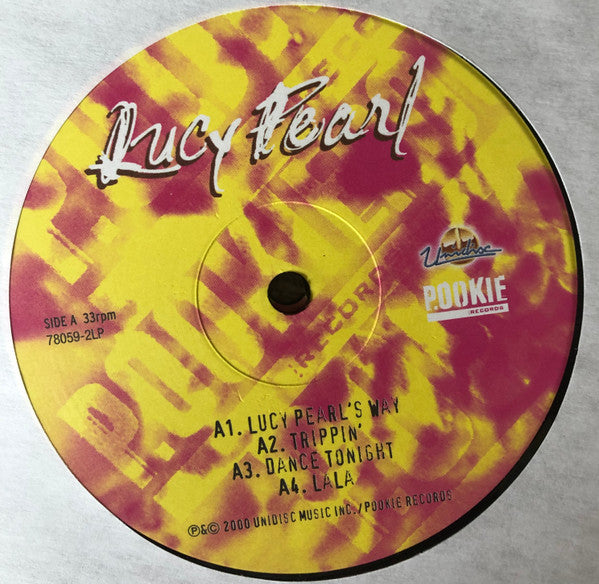 Lucy Pearl
Unidisc
POOKIE
RECORDS
SIDE A 33rpm
78059-2LP
RECORDS
A1. LUCY PEARL'S WAY
A2. TRIPPIN'
A3. DANCE TONIGHT
A4. LALA
℗&© 2000 UNIDISC MUSIC INC./POOKIE RECORDS